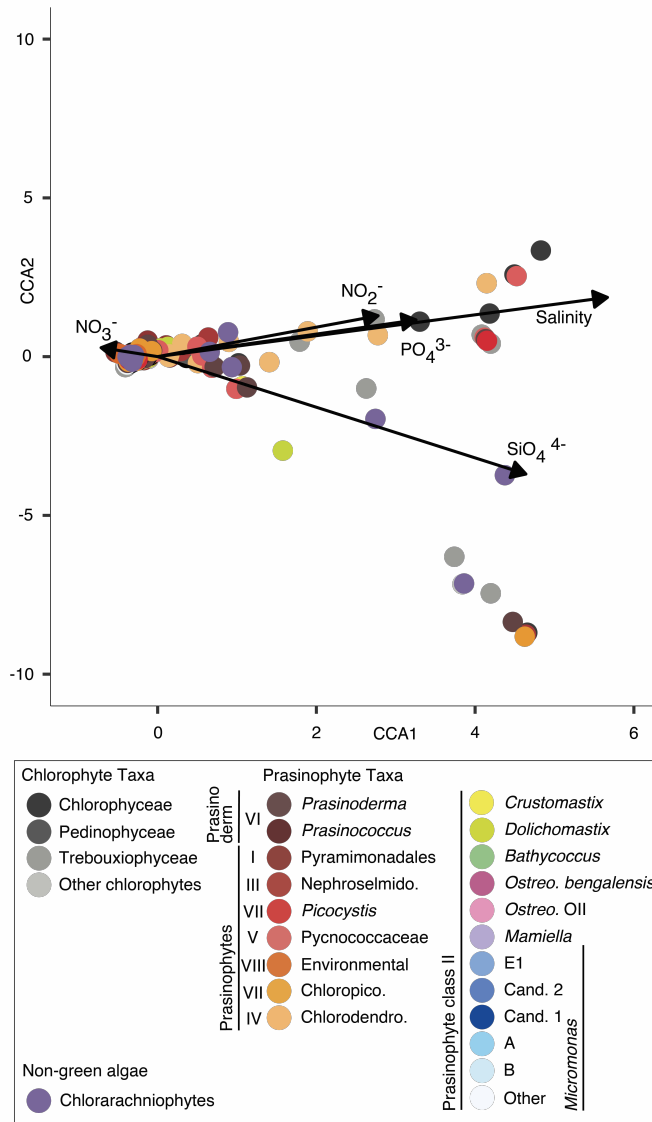 10
5
0
-5
-10
CCA2
NO3-
NO2-
PO43-
Salinity
SiO4 4-
0
2
CCA1
4
6
Chlorophyte Taxa
Chlorophyceae
Pedinophyceae
Trebouxiophyceae
Other chlorophytes
Non-green algae
Chlorarachniophytes
Prasinophyte Taxa
Prasino
derm
VI
Prasinoderma
Prasinococcus
Prasinophytes
I Pyramimonadales
III Nephroselmido.
VII Picocystis
V Pycnococcaceae
VIII Environmental
VII Chloropico.
IV Chlorodendro.
Prasinophyte class II
Crustomastix
Dolichomastix
Bathycoccus
Ostreo. bengalensis
Ostreo. OII
Mamiella
E1
Cand. 2
Cand. 1
A
B
Other
Micromonas